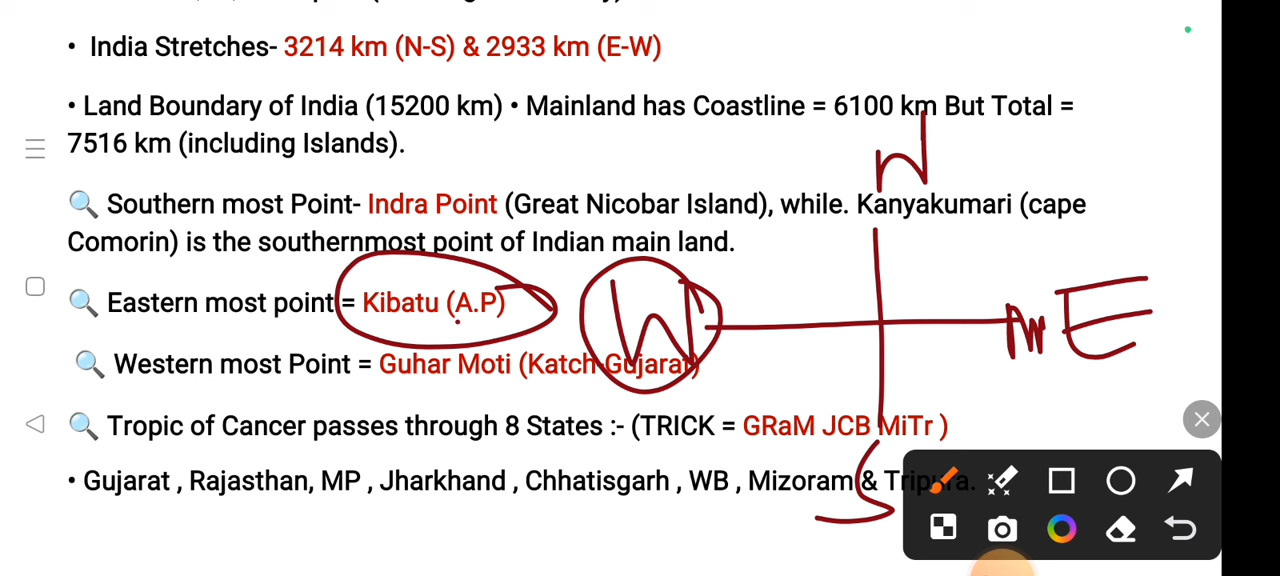 • India Stretches- 3214 km (N-S) & 2933 km (E-W)
• Land Boundary of India (15200 km) • Mainland has Coastline = 6100 km But Total =
7516 km (including Islands).
🔍 Southern most Point- Indra Point (Great Nicobar Island), while. Kanyakumari (cape
Comorin) is the southernmost point of Indian main land.
🔍 Eastern most point = Kibatu (A.P)
🔍 Western most Point = Guhar Moti (Katch Gujarat)
🔍 Tropic of Cancer passes through 8 States :- (TRICK = GRaM JCB MiTr )
• Gujarat , Rajasthan, MP , Jharkhand , Chhatisgarh , WB , Mizoram & Tripura.
N
W
E
S